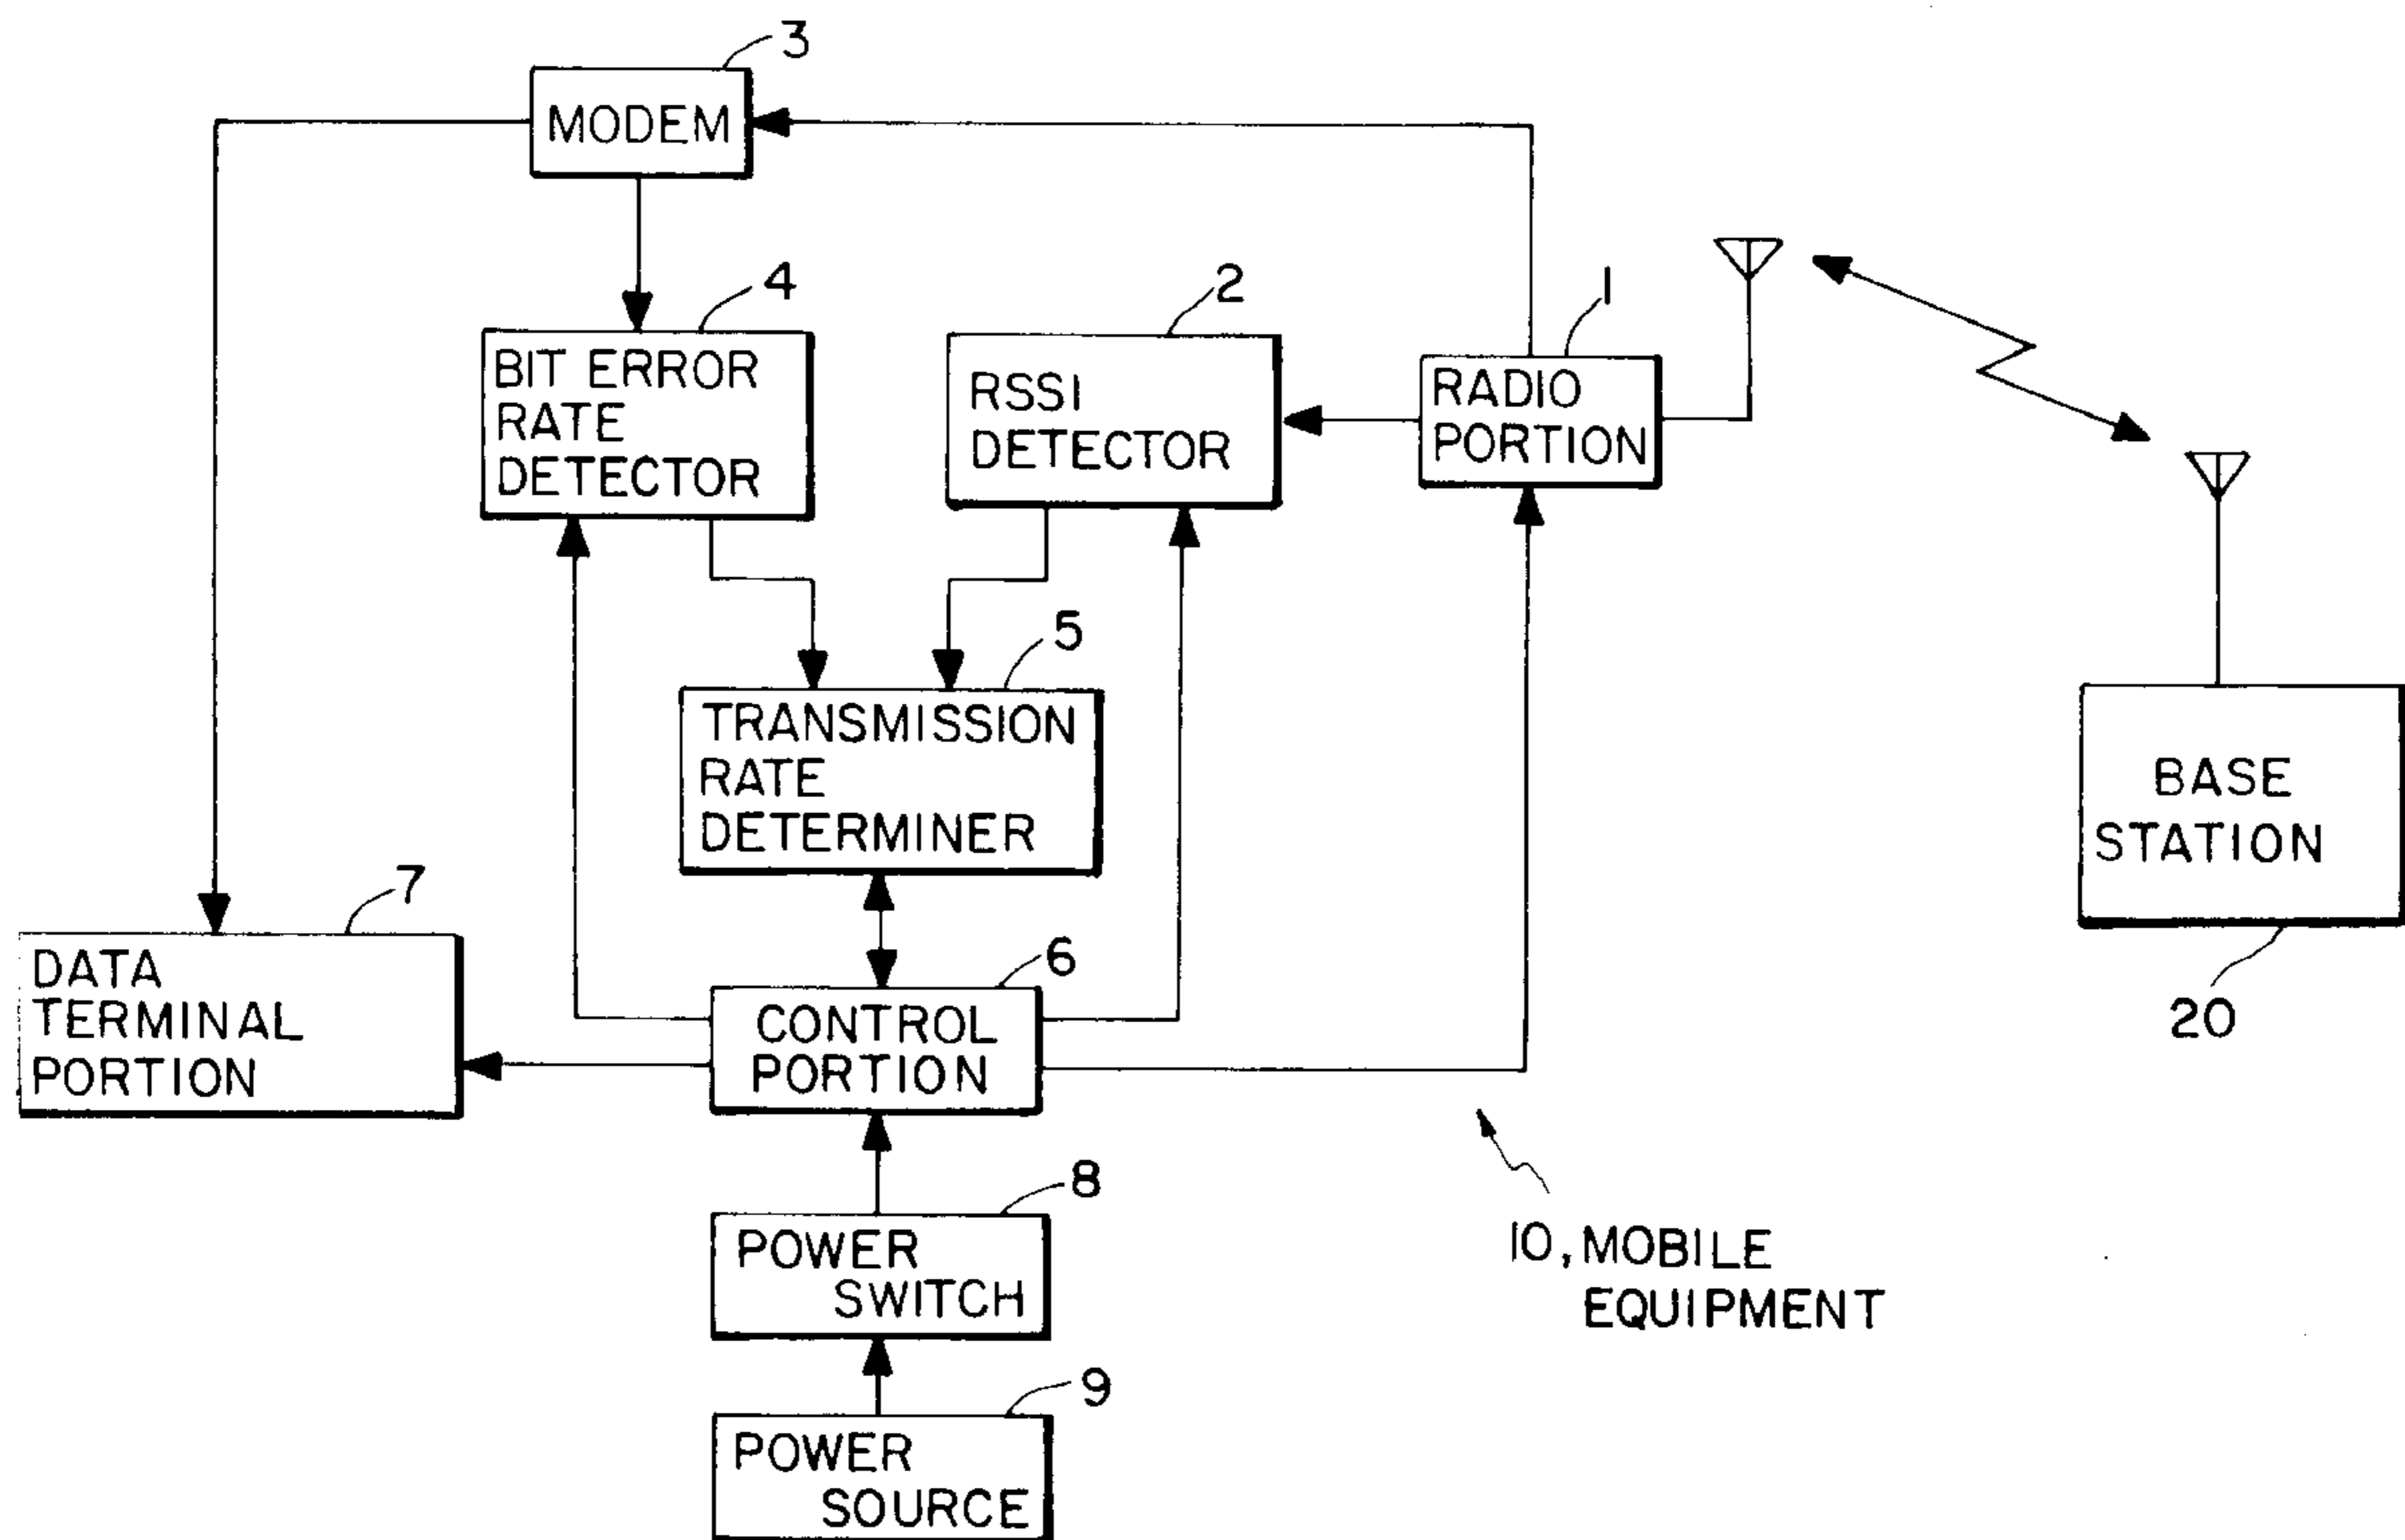 3
MODEM
4
BIT ERROR
RATE
DETECTOR
2
RSSI
DETECTOR
1
RADIO
PORTION
5
TRANSMISSION
RATE
DETERMINER
BASE
STATION
20
7
DATA
TERMINAL
PORTION
6
CONTROL
PORTION
8
POWER
SWITCH
10, MOBILE
EQUIPMENT
9
POWER
SOURCE